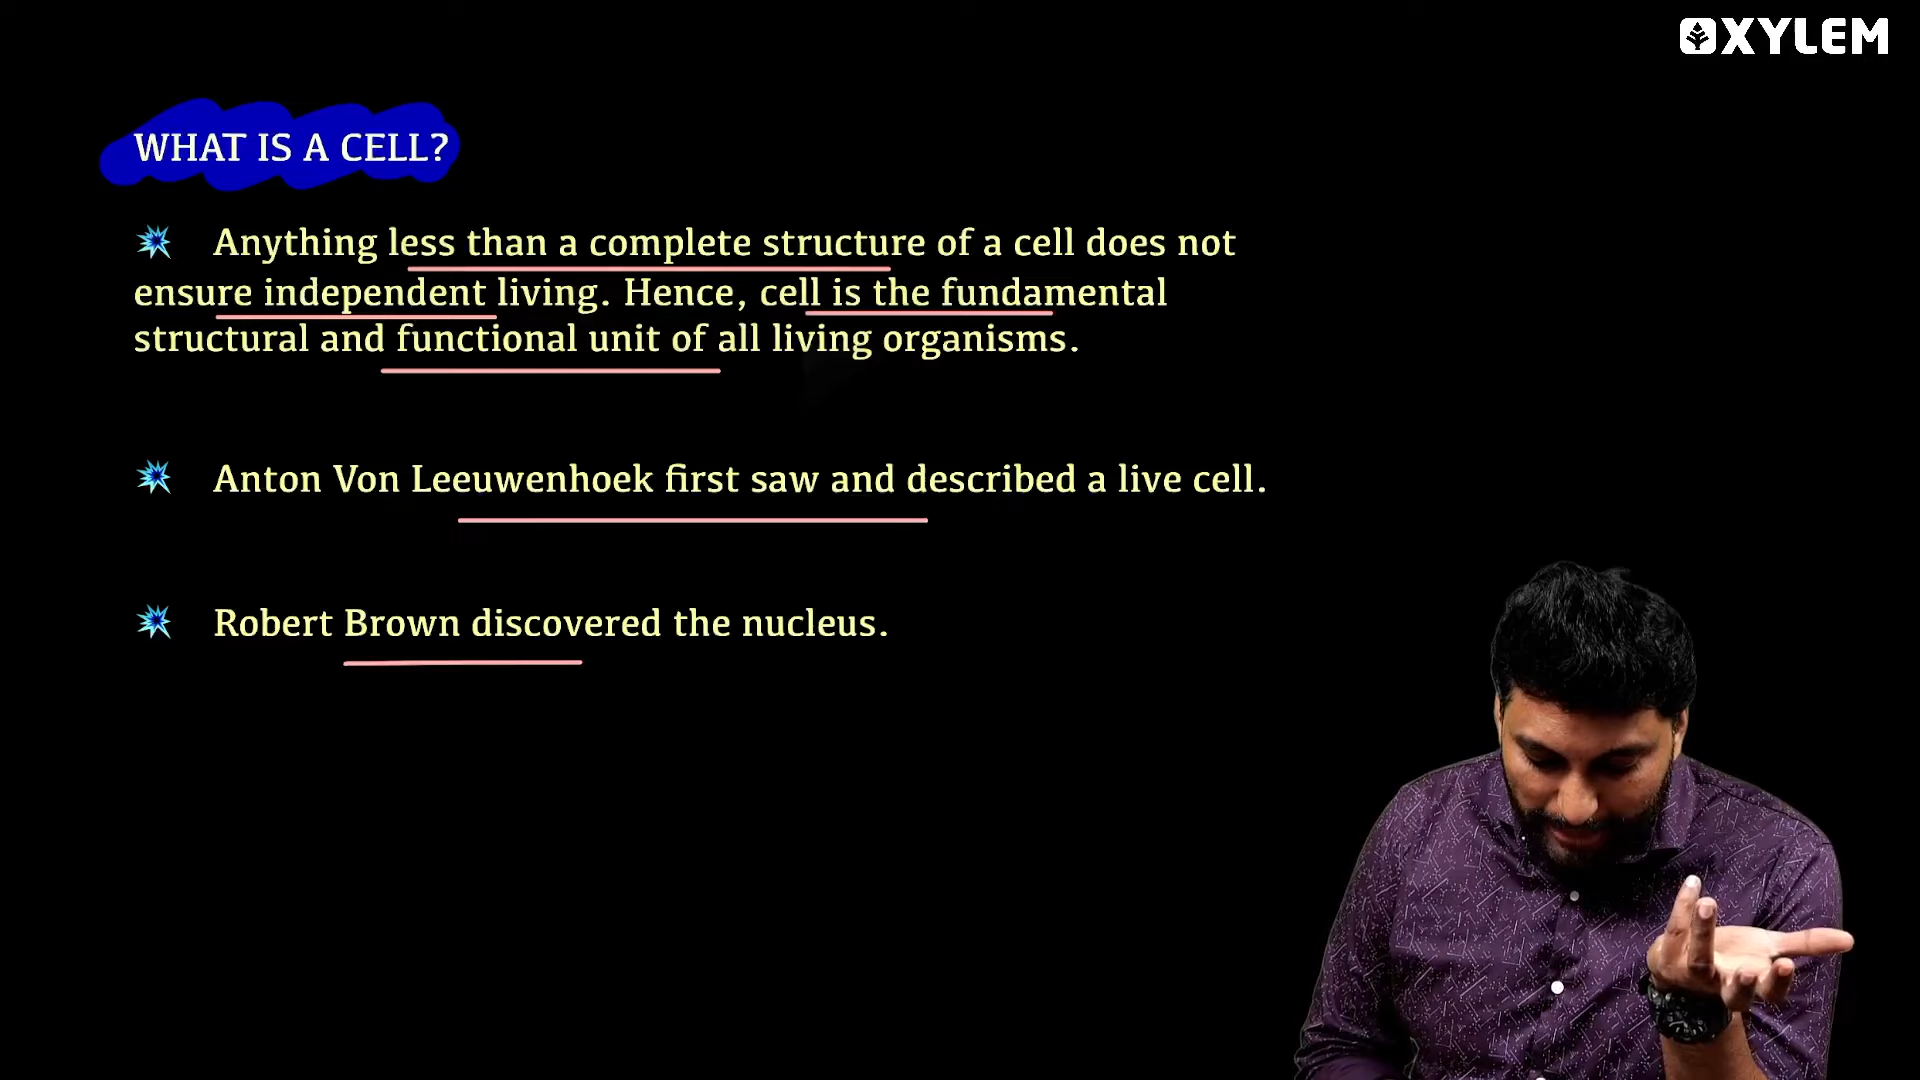 XYLEM
WHAT IS A CELL?
Anything less than a complete structure of a cell does not
ensure independent living. Hence, cell is the fundamental
structural and functional unit of all living organisms.
Anton Von Leeuwenhoek first saw and described a live cell.
Robert Brown discovered the nucleus.